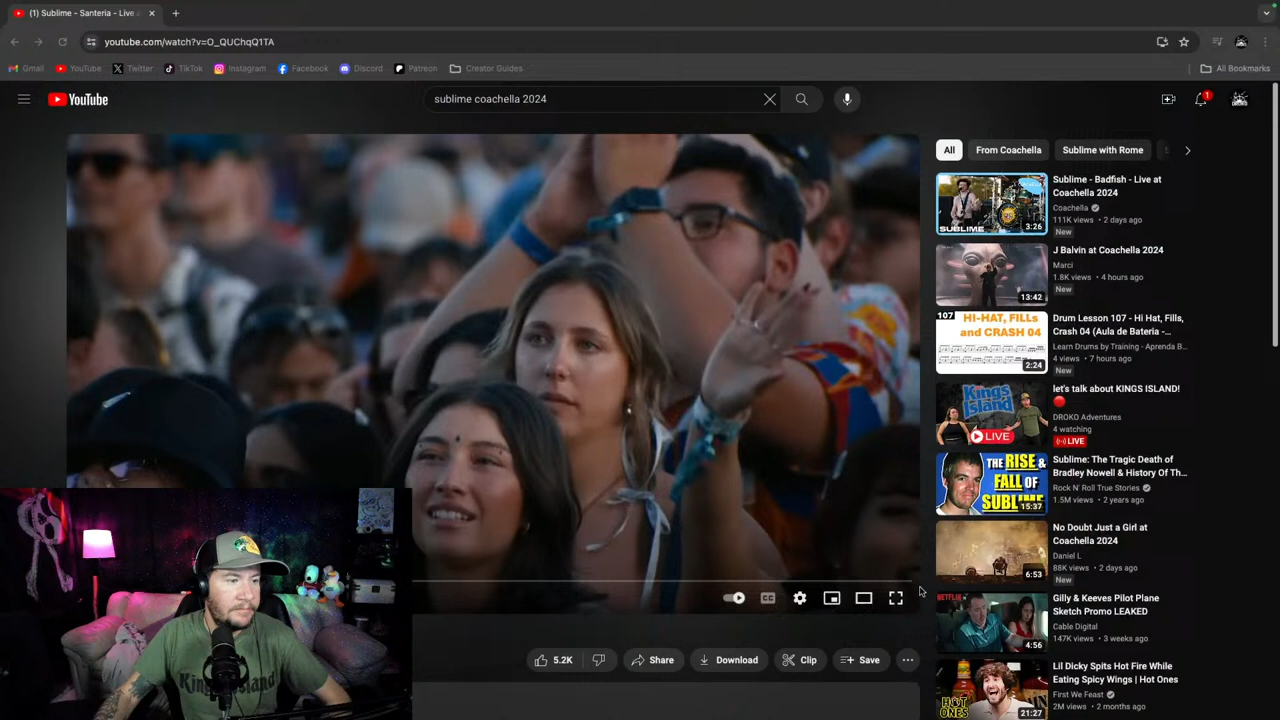 (1) Sublime - Santeria - Live
youtube.com/watch?v=O_QUChqQ1TA
Gmail
YouTube
Twitter
TikTok
Instagram
Facebook
Discord
Patreon
Creator Guides
All Bookmarks
YouTube
sublime coachella 2024
1
All
From Coachella
Sublime with Rome
SUBLIME
3:26
Sublime - Badfish - Live at
Coachella 2024
Coachella
111K views • 2 days ago
New
13:42
J Balvin at Coachella 2024
Marci
1.8K views • 4 hours ago
New
107
HI-HAT, FILLs
and CRASH 04
2:24
Drum Lesson 107 - Hi Hat, Fills,
Crash 04 (Aula de Bateria -...
Learn Drums by Training - Aprenda B...
4 views • 7 hours ago
New
KINGS
ISLAND
LIVE
let's talk about KINGS ISLAND!
DROKO Adventures
4 watching
LIVE
THE RISE &
FALL OF
SUBLIME
15:37
Sublime: The Tragic Death of
Bradley Nowell & History Of Th...
Rock N' Roll True Stories
1.5M views • 2 years ago
6:53
No Doubt Just a Girl at
Coachella 2024
Daniel L
88K views • 2 days ago
New
NETFLIX
4:56
Gilly & Keeves Pilot Plane
Sketch Promo LEAKED
Cable Digital
147K views • 3 weeks ago
HOT
ONES
21:27
Lil Dicky Spits Hot Fire While
Eating Spicy Wings | Hot Ones
First We Feast
2M views • 2 months ago
CC
5.2K
Share
Download
Clip
Save